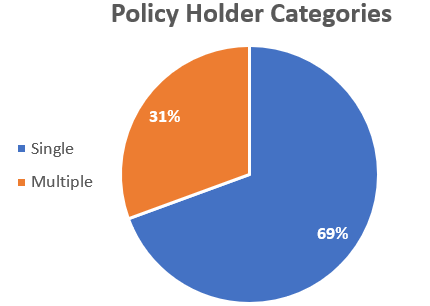 Policy Holder Categories
31%
Single
Multiple
69%